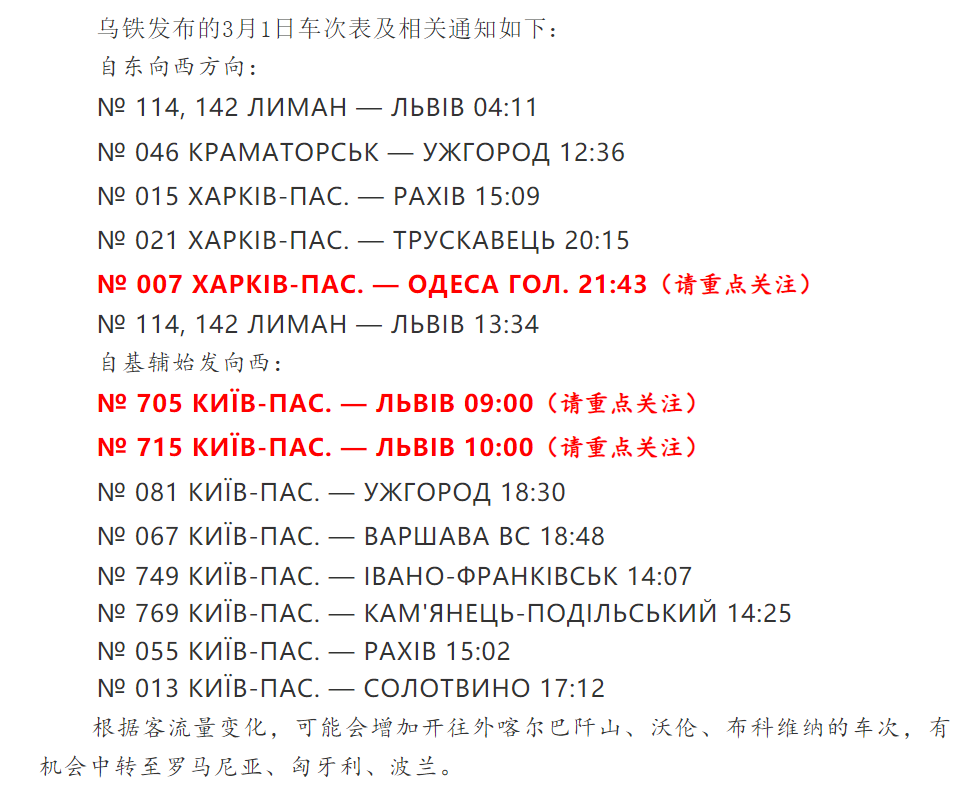 乌铁发布的3月1日车次表及相关通知如下：
自东向西方向：
№ 114, 142 ЛИМАН — ЛЬВІВ 04:11
№ 046 КРАМАТОРСЬК — УЖГОРОД 12:36
№ 015 ХАРКІВ-ПАС. — РАХІВ 15:09
№ 021 ХАРКІВ-ПАС. — ТРУСКАВЕЦЬ 20:15
№ 007 ХАРКІВ-ПАС. — ОДЕСА ГОЛ. 21:43（请重点关注）
№ 114, 142 ЛИМАН — ЛЬВІВ 13:34
自基辅始发向西：
№ 705 КИЇВ-ПАС. — ЛЬВІВ 09:00（请重点关注）
№ 715 КИЇВ-ПАС. — ЛЬВІВ 10:00（请重点关注）
№ 081 КИЇВ-ПАС. — УЖГОРОД 18:30
№ 067 КИЇВ-ПАС. — ВАРШАВА ВС 18:48
№ 749 КИЇВ-ПАС. — ІВАНО-ФРАНКІВСЬК 14:07
№ 769 КИЇВ-ПАС. — КАМ'ЯНЕЦЬ-ПОДІЛЬСЬКИЙ 14:25
№ 055 КИЇВ-ПАС. — РАХІВ 15:02
№ 013 КИЇВ-ПАС. — СОЛОТВИНО 17:12
根据客流量变化，可能会增加开往外喀尔巴阡山、沃伦、布科维纳的车次，有
机会中转至罗马尼亚、匈牙利、波兰。